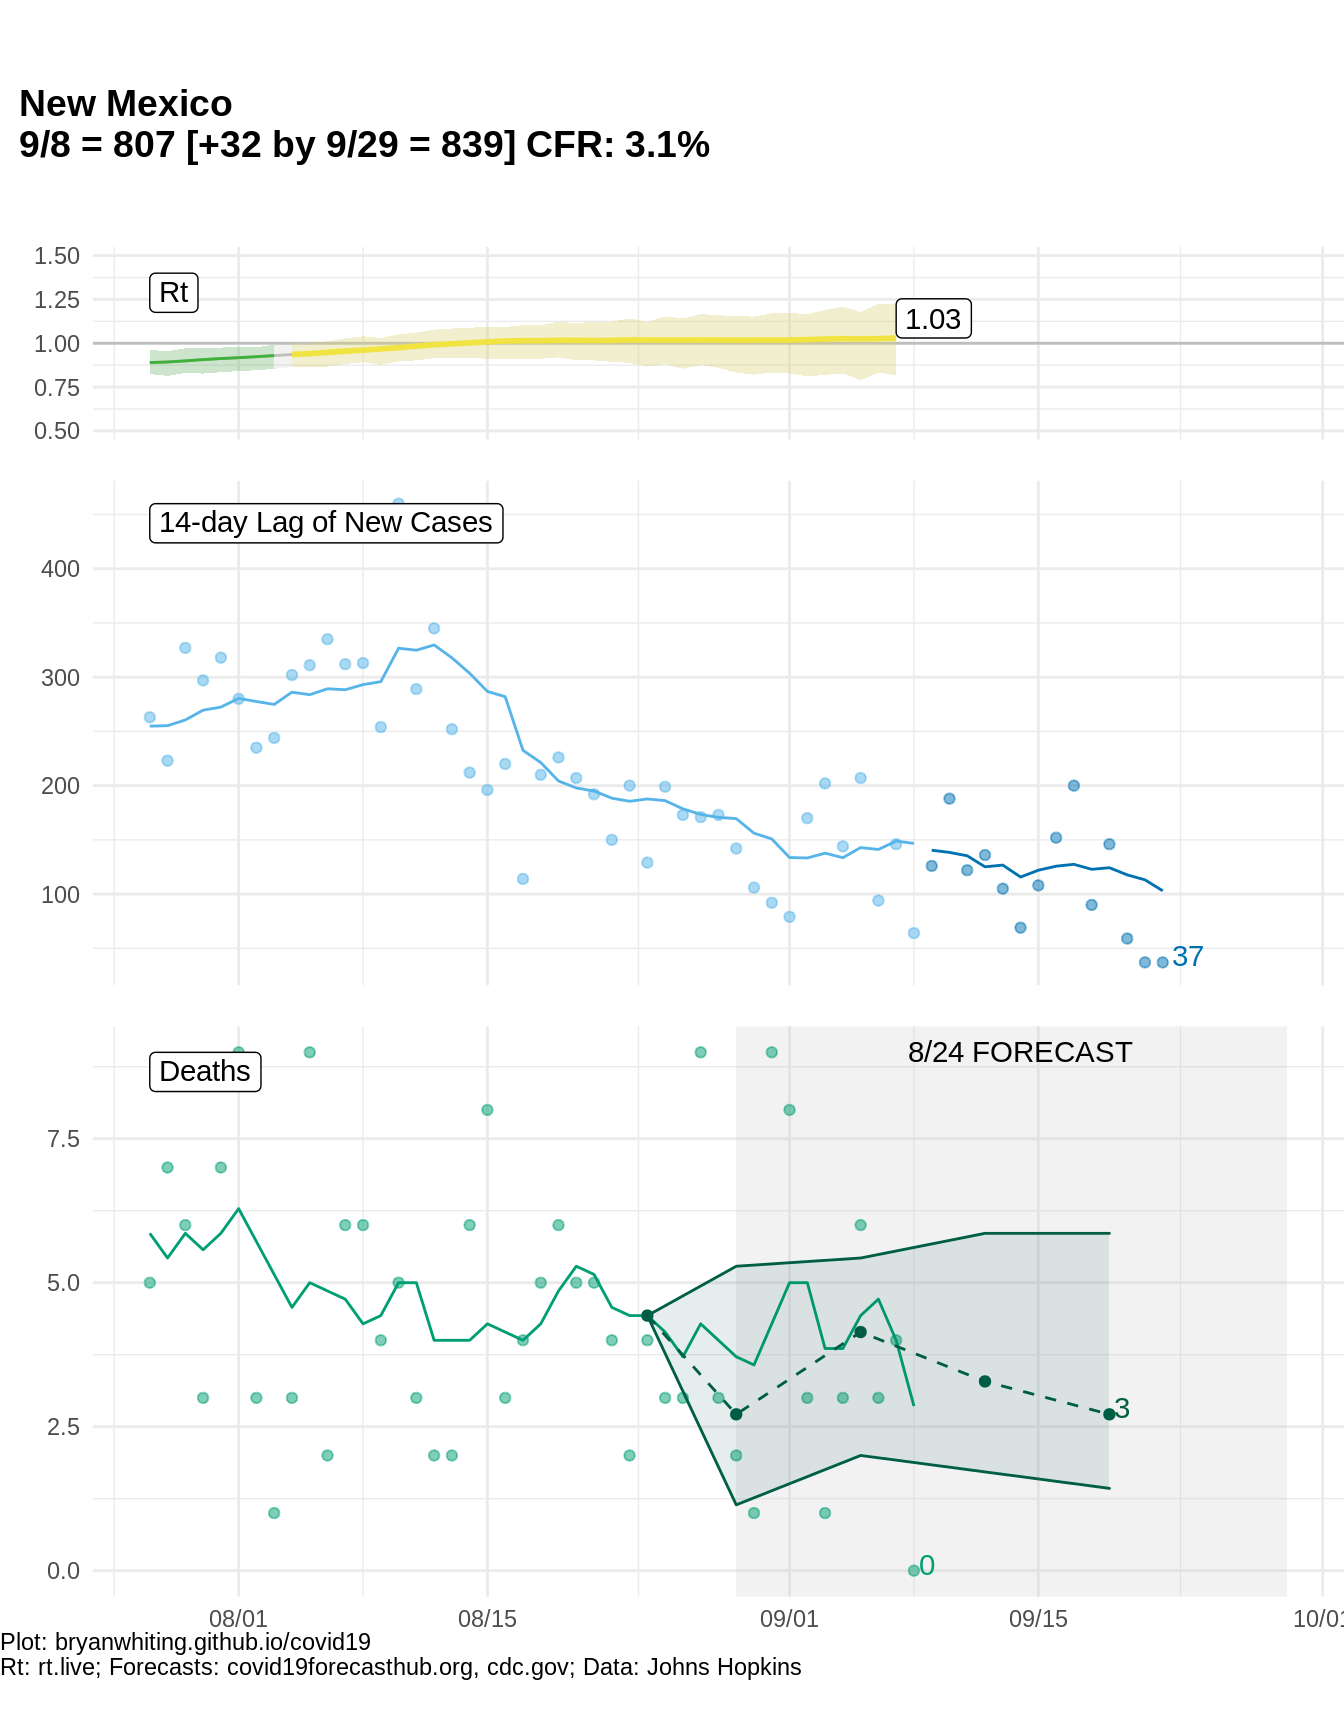 New Mexico
9/8 = 807 [+32 by 9/29 = 839] CFR: 3.1%
1.50
Rt
1.25
1.03
1.00
0.75
0.50
14-day Lag of New Cases
400
300
200
100
37
8/24 FORECAST
Deaths
7.5
5.0
3
2.5
0
0.0
08/01 08/15 09/01 09/15 10/01
Plot: bryanwhiting.github.io/covid19
Rt: rt.live; Forecasts: covid19forecasthub.org, cdc.gov; Data: Johns Hopkins